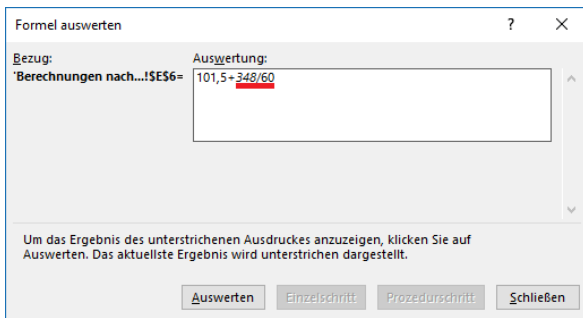 Formel auswerten
Bezug:
Auswertung:
'Berechnungen nach...!$E$6=
101,5+348/60
Um das Ergebnis des unterstrichenen Ausdruckes anzuzeigen, klicken Sie auf
Auswerten. Das aktuellste Ergebnis wird unterstrichen dargestellt.
Auswerten
Einzelschritt
Prozedurschritt
Schließen